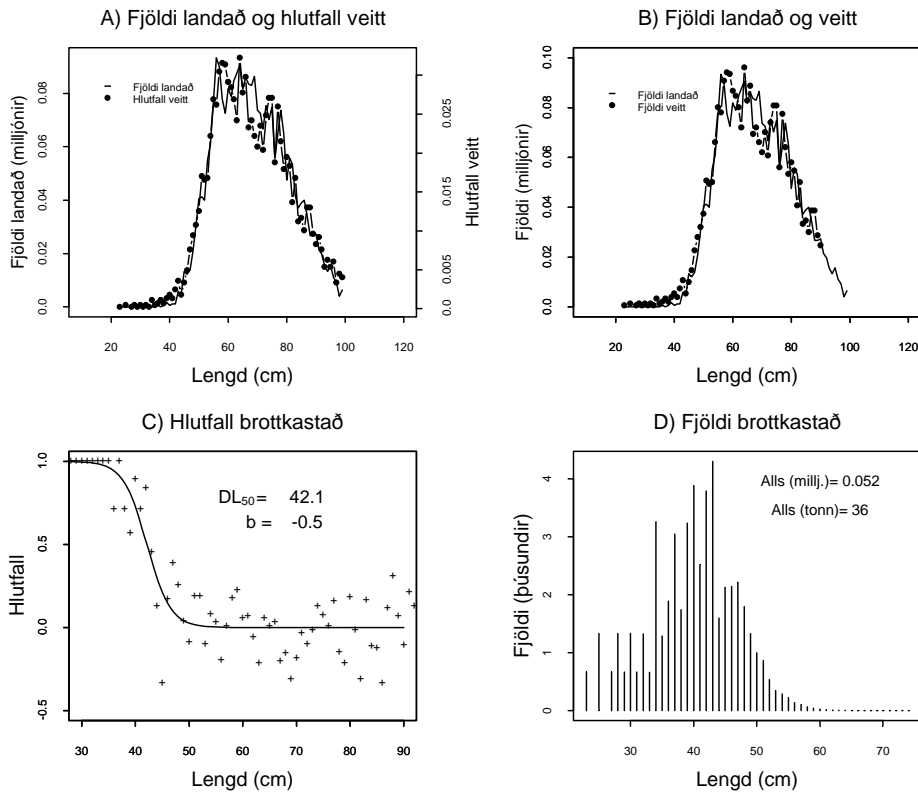 A) Fjöldi landað og hlutfall veitt
Fjöldi landað
Hlutfall veitt
0.0 0.02 0.04 0.06 0.08
Fjöldi landað (milljónir)
0.0 0.005 0.015 0.025
Hlutfall veitt
20 40 60 80 100 120
Lengd (cm)
B) Fjöldi landað og veitt
Fjöldi landað
Fjöldi veitt
0.0 0.02 0.04 0.06 0.08 0.10
Fjöldi (milljónir)
20 40 60 80 100 120
Lengd (cm)
C) Hlutfall brottkastað
DL50= 42.1
b = -0.5
-0.5 0.0 0.5 1.0
Hlutfall
30 40 50 60 70 80 90
Lengd (cm)
D) Fjöldi brottkastað
Alls (millj.)= 0.052
Alls (tonn)= 36
0 1 2 3 4
Fjöldi (þúsundir)
30 40 50 60 70
Lengd (cm)